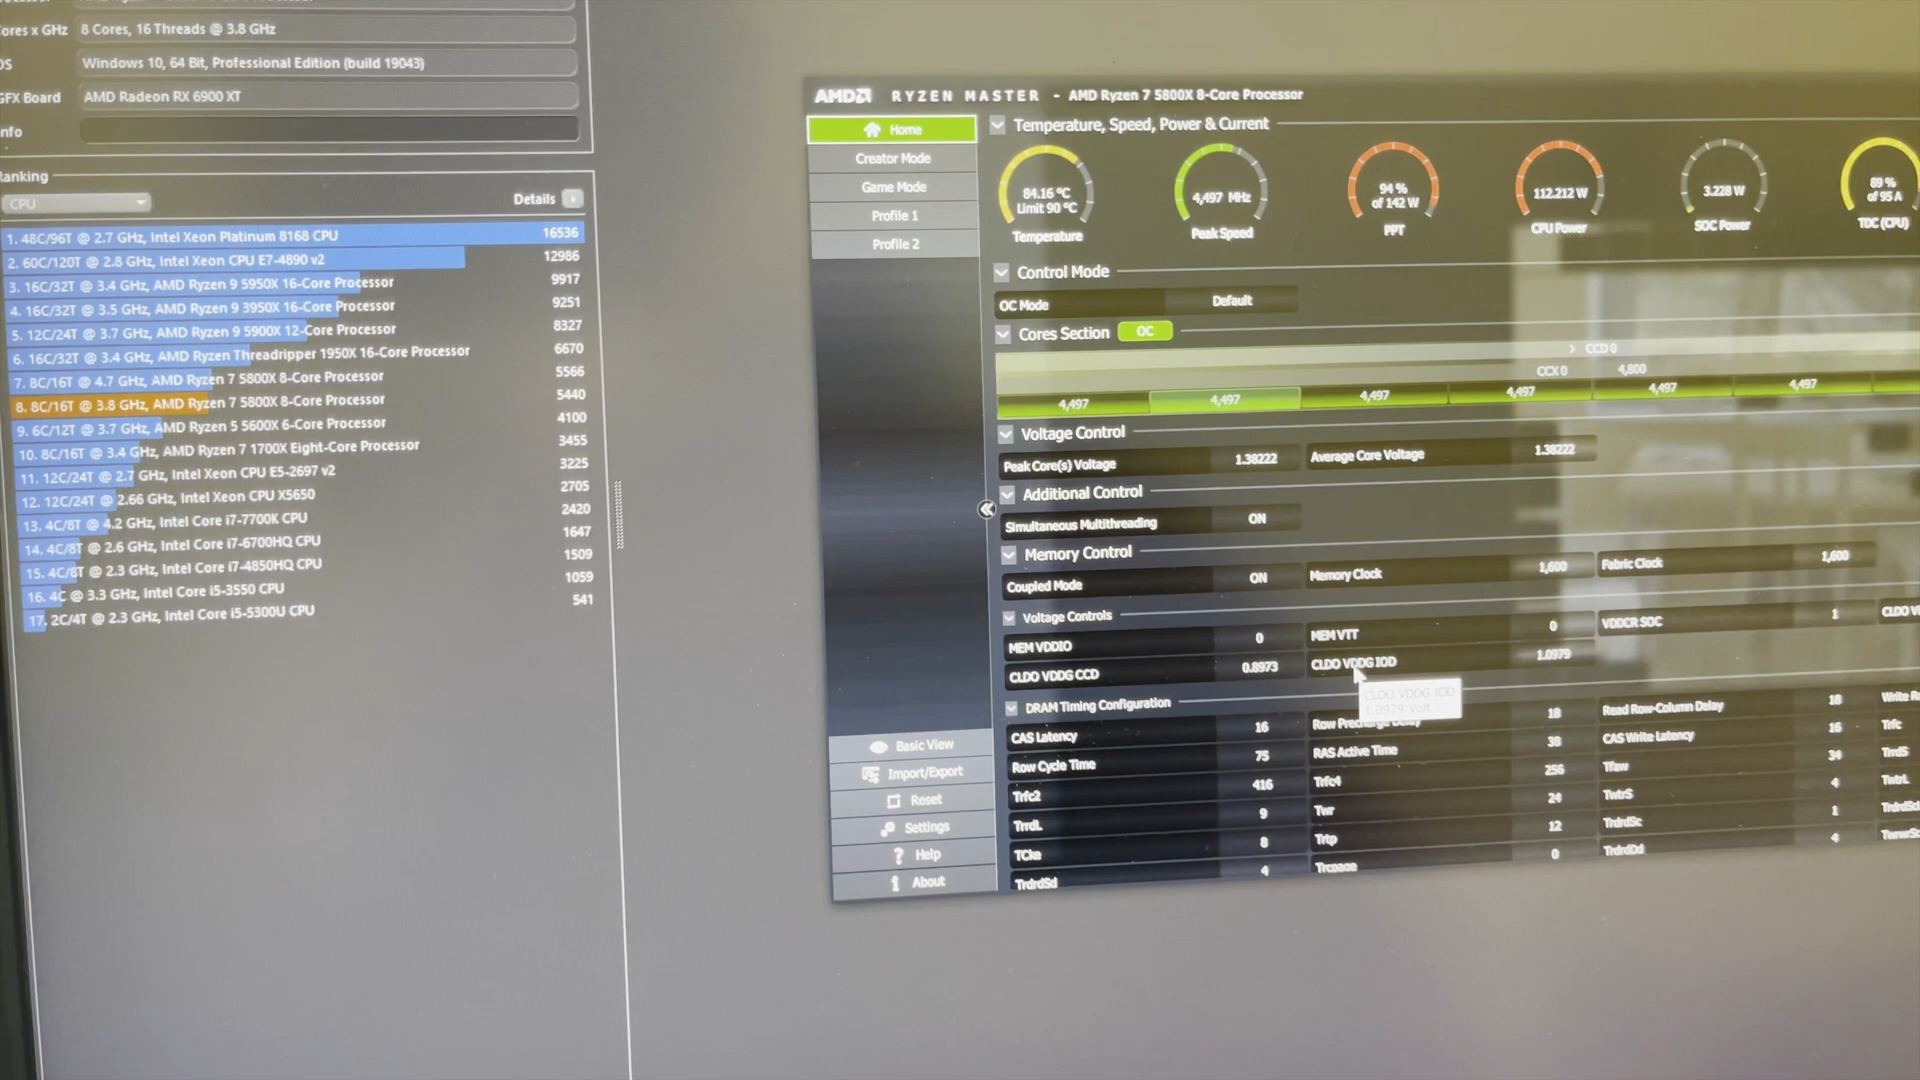 Cores x GHz 8 Cores, 16 Threads @ 3.8 GHz
OS Windows 10, 64 Bit, Professional Edition (build 19043)
GFX Board AMD Radeon RX 6900 XT
Info
Ranking
CPU Details
1. 48C/96T @ 2.7 GHz, Intel Xeon Platinum 8168 CPU 16536
2. 60C/120T @ 2.8 GHz, Intel Xeon CPU E7-4890 v2 12986
3. 16C/32T @ 3.4 GHz, AMD Ryzen 9 5950X 16-Core Processor 9917
4. 16C/32T @ 3.5 GHz, AMD Ryzen 9 3950X 16-Core Processor 9251
5. 12C/24T @ 3.7 GHz, AMD Ryzen 9 5900X 12-Core Processor 8327
6. 16C/32T @ 3.4 GHz, AMD Ryzen Threadripper 1950X 16-Core Processor 6670
7. 8C/16T @ 4.7 GHz, AMD Ryzen 7 5800X 8-Core Processor 5566
8. 8C/16T @ 3.8 GHz, AMD Ryzen 7 5800X 8-Core Processor 5440
9. 6C/12T @ 3.7 GHz, AMD Ryzen 5 5600X 6-Core Processor 4100
10. 8C/16T @ 3.4 GHz, AMD Ryzen 7 1700X Eight-Core Processor 3455
11. 12C/24T @ 2.7 GHz, Intel Xeon CPU E5-2697 v2 3225
12. 12C/24T @ 2.66 GHz, Intel Xeon CPU X5650 2705
13. 4C/8T @ 4.2 GHz, Intel Core i7-7700K CPU 2420
14. 4C/8T @ 2.6 GHz, Intel Core i7-6700HQ CPU 1647
15. 4C/8T @ 2.3 GHz, Intel Core i7-4850HQ CPU 1509
16. 4C @ 3.3 GHz, Intel Core i5-3550 CPU 1059
17. 2C/4T @ 2.3 GHz, Intel Core i5-5300U CPU 541
AMD RYZEN MASTER - AMD Ryzen 7 5800X 8-Core Processor
Home
Creator Mode
Game Mode
Profile 1
Profile 2
Basic View
Import/Export
Reset
Settings
Help
About
Temperature, Speed, Power & Current
84.16 °C 4,497 MHz 94 % 112.212 W 3.228 W 89 %
Limit 90 °C of 142 W of 95 A
Temperature Peak Speed PPT CPU Power SOC Power TDC (CPU)
Control Mode
OC Mode Default
Cores Section OC
CCD 0
CCX 0 4,800
4,497 4,497 4,497 4,497 4,497 4,497
Voltage Control
Peak Core(s) Voltage 1.38222 Average Core Voltage 1.38222
Additional Control
Simultaneous Multithreading ON
Memory Control
Coupled Mode ON Memory Clock 1,600 Fabric Clock 1,600
Voltage Controls
MEM VDDIO 0 MEM VTT 0 VDDCR SOC 1 CLDO
CLDO VDDG CCD 0.8973 CLDO VDDG IOD 1.0979
CLDO VDDG IOD
1.0979 Volt
DRAM Timing Configuration
CAS Latency 16 Row Precharge Delay 18 Read Row-Column Delay 18 Write
Row Cycle Time 75 RAS Active Time 38 CAS Write Latency 16 Trfc
Trfc2 416 Trfc4 256 Tfaw 34 TrrdS
TrrdL 9 Twr 24 TwtrS 4 TwtrL
TCke 8 Trtp 12 TrdrdSc 1
TrdrdSd 4 Trcpage 0 TrdrdDd 4